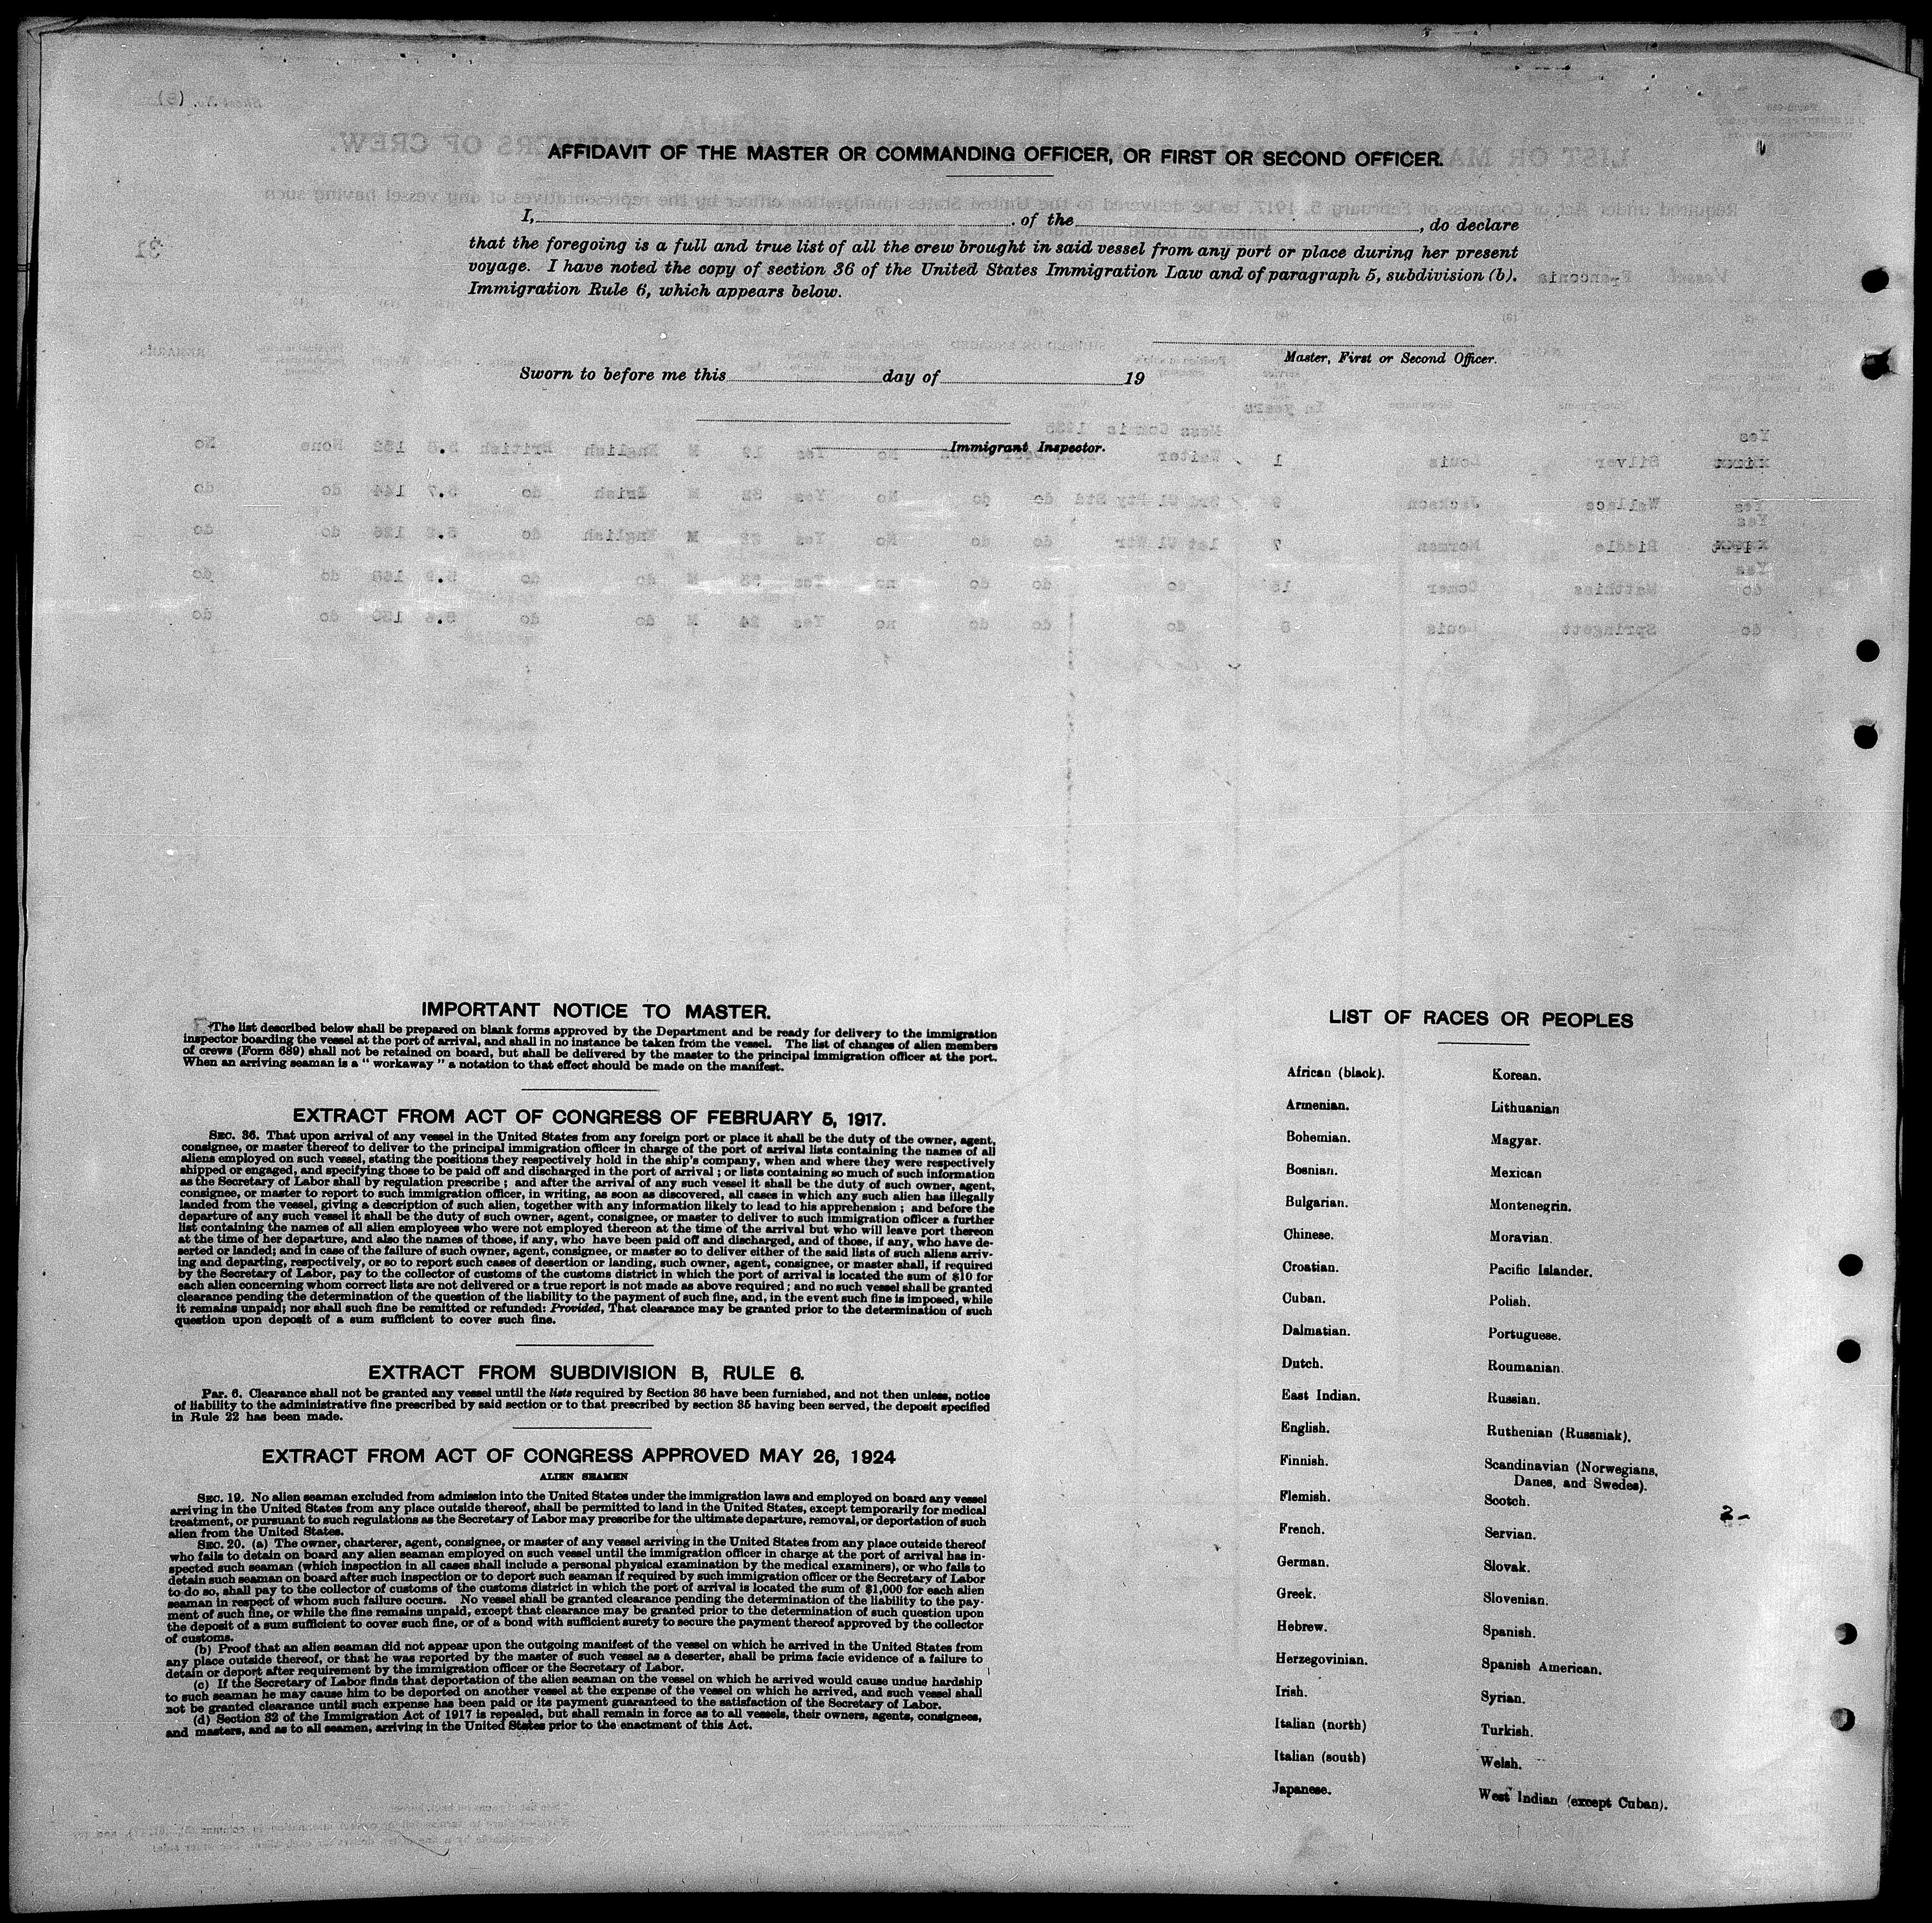 AFFIDAVIT OF THE MASTER OR COMMANDING OFFICER, OR FIRST OR SECOND OFFICER.
I, of the , do declare
that the foregoing is a full and true list of all the crew brought in said vessel from any port or place during her present
voyage. I have noted the copy of section 36 of the United States Immigration Law and of paragraph 5, subdivision (b).
Immigration Rule 6, which appears below.
Master, First or Second Officer.
Sworn to before me this day of 19
Immigrant Inspector.
IMPORTANT NOTICE TO MASTER.
The list described below shall be prepared on blank forms approved by the Department and be ready for delivery to the immigration
inspector boarding the vessel at the port of arrival, and shall in no instance be taken from the vessel. The list of changes of alien members
of crews (Form 689) shall not be retained on board, but shall be delivered by the master to the principal immigration officer at the port.
When an arriving seaman is a " workaway " a notation to that effect should be made on the manifest.
EXTRACT FROM ACT OF CONGRESS OF FEBRUARY 5, 1917.
SEC. 36. That upon arrival of any vessel in the United States from any foreign port or place it shall be the duty of the owner, agent,
consignee, or master thereof to deliver to the principal immigration officer in charge of the port of arrival lists containing the names of all
aliens employed on such vessel, stating the positions they respectively hold in the ship's company, when and where they were respectively
shipped or engaged, and specifying those to be paid off and discharged in the port of arrival ; or lists containing so much of such information
as the Secretary of Labor shall by regulation prescribe ; and after the arrival of any such vessel it shall be the duty of such owner, agent,
consignee, or master to report to such immigration officer, in writing, as soon as discovered, all cases in which any such alien has illegally
landed from the vessel, giving a description of such alien, together with any information likely to lead to his apprehension ; and before the
departure of any such vessel it shall be the duty of such owner, agent, consignee, or master to deliver to such immigration officer a further
list containing the names of all alien employees who were not employed thereon at the time of the arrival but who will leave port thereon
at the time of her departure, and also the names of those, if any, who have been paid off and discharged, and of those, if any, who have de-
serted or landed; and in case of the failure of such owner, agent, consignee, or master so to deliver either of the said lists of such aliens arriv-
ing and departing, respectively, or so to report such cases of desertion or landing, such owner, agent, consignee, or master shall, if required
by the Secretary of Labor, pay to the collector of customs of the customs district in which the port of arrival is located the sum of $10 for
each alien concerning whom correct lists are not delivered or a true report is not made as above required ; and no such vessel shall be granted
clearance pending the determination of the question of the liability to the payment of such fine, and, in the event such fine is imposed, while
it remains unpaid; nor shall such fine be remitted or refunded: Provided, That clearance may be granted prior to the determination of such
question upon deposit of a sum sufficient to cover such fine.
EXTRACT FROM SUBDIVISION B, RULE 6.
Par. 6. Clearance shall not be granted any vessel until the lists required by Section 36 have been furnished, and not then unless, notice
of liability to the administrative fine prescribed by said section or to that prescribed by section 35 having been served, the deposit specified
in Rule 22 has been made.
EXTRACT FROM ACT OF CONGRESS APPROVED MAY 26, 1924
ALIEN SEAMEN
SEC. 19. No alien seaman excluded from admission into the United States under the immigration laws and employed on board any vessel
arriving in the United States from any place outside thereof, shall be permitted to land in the United States, except temporarily for medical
treatment, or pursuant to such regulations as the Secretary of Labor may prescribe for the ultimate departure, removal, or deportation of such
alien from the United States.
SEC. 20. (a) The owner, charterer, agent, consignee, or master of any vessel arriving in the United States from any place outside thereof
who fails to detain on board any alien seaman employed on such vessel until the immigration officer in charge at the port of arrival has in-
spected such seaman (which inspection in all cases shall include a personal physical examination by the medical examiners), or who fails to
detain such seaman on board after such inspection or to deport such seaman if required by such immigration officer or the Secretary of Labor
to do so, shall pay to the collector of customs of the customs district in which the port of arrival is located the sum of $1,000 for each alien
seaman in respect of whom such failure occurs. No vessel shall be granted clearance pending the determination of the liability to the pay-
ment of such fine, or while the fine remains unpaid, except that clearance may be granted prior to the determination of such question upon
the deposit of a sum sufficient to cover such fine, or of a bond with sufficient surety to secure the payment thereof approved by the collector
of customs.
(b) Proof that an alien seaman did not appear upon the outgoing manifest of the vessel on which he arrived in the United States from
any place outside thereof, or that he was reported by the master of such vessel as a deserter, shall be prima facie evidence of a failure to
detain or deport after requirement by the immigration officer or the Secretary of Labor.
(c) If the Secretary of Labor finds that deportation of the alien seaman on the vessel on which he arrived would cause undue hardship
to such seaman he may cause him to be deported on another vessel at the expense of the vessel on which he arrived, and such vessel shall
not be granted clearance until such expense has been paid or its payment guaranteed to the satisfaction of the Secretary of Labor.
(d) Section 32 of the Immigration Act of 1917 is repealed, but shall remain in force as to all vessels, their owners, agents, consignees,
and masters, and as to all seamen, arriving in the United States prior to the enactment of this Act.
LIST OF RACES OR PEOPLES
African (black).
Armenian.
Bohemian.
Bosnian.
Bulgarian.
Chinese.
Croatian.
Cuban.
Dalmatian.
Dutch.
East Indian.
English.
Finnish.
Flemish.
French.
German.
Greek.
Hebrew.
Herzegovinian.
Irish.
Italian (north)
Italian (south)
Japanese.
Korean.
Lithuanian
Magyar.
Mexican
Montenegrin.
Moravian.
Pacific Islander.
Polish.
Portuguese.
Roumanian.
Russian.
Ruthenian (Russniak).
Scandinavian (Norwegians,
Danes, and Swedes).
Scotch.
Servian.
Slovak.
Slovenian.
Spanish.
Spanish American.
Syrian.
Turkish.
Welsh.
West Indian (except Cuban).
2-